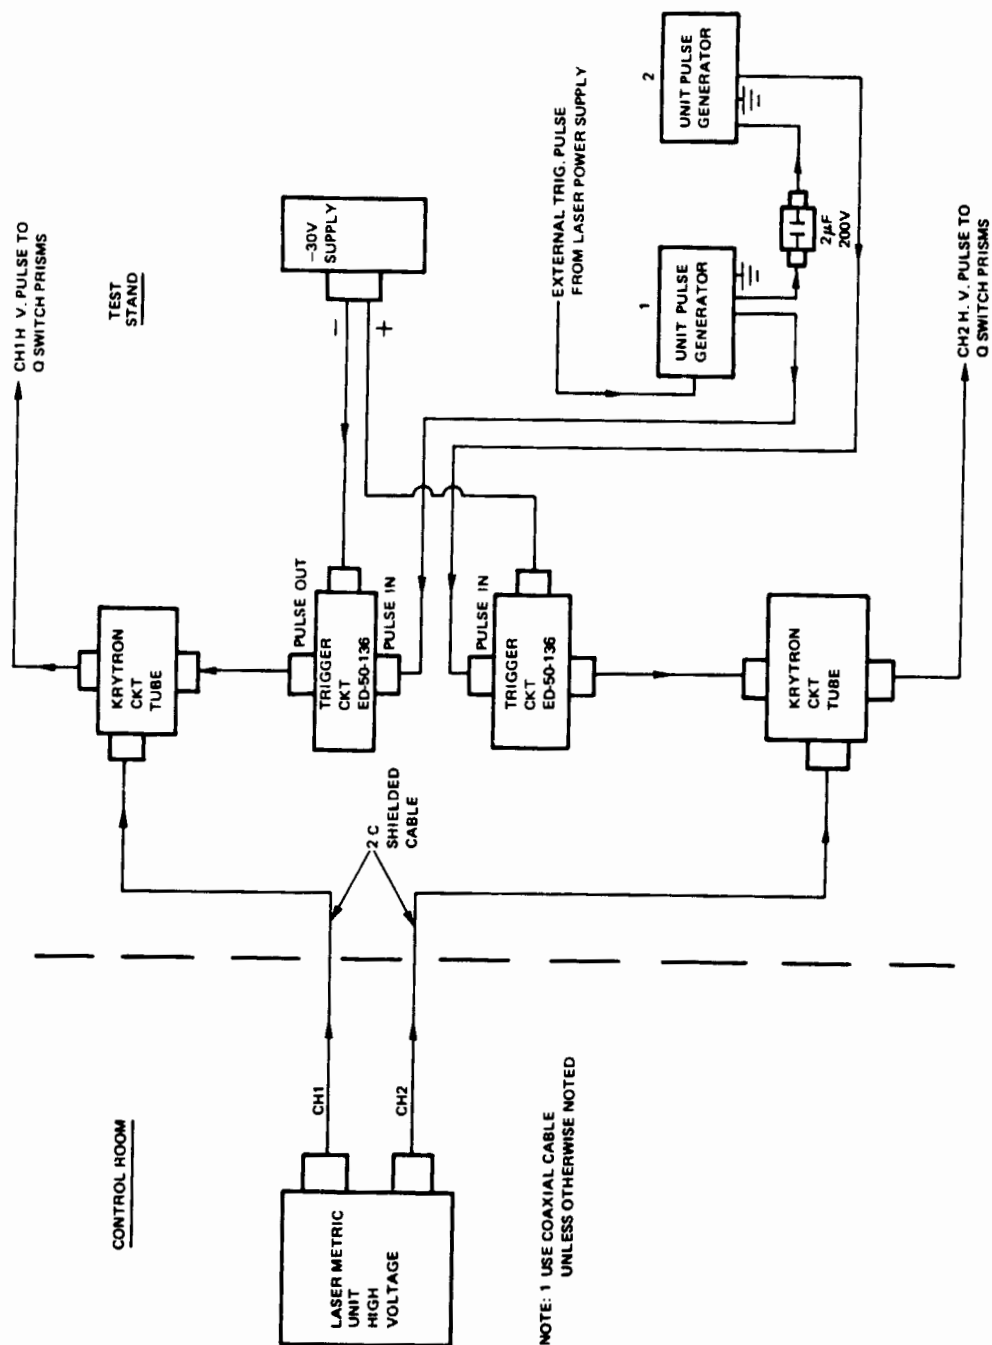 CONTROL ROOM
TEST
STAND
CH1 H V. PULSE TO
Q SWITCH PRISMS
LASER METRIC
UNIT
HIGH
VOLTAGE
CH1
CH2
2 C
SHIELDED
CABLE
KRYTRON
CKT
TUBE
PULSE OUT
TRIGGER
CKT
ED-50-136
PULSE IN
PULSE IN
TRIGGER
CKT
ED-50-136
KRYTRON
CKT
TUBE
-30V
SUPPLY
-
+
EXTERNAL TRIG. PULSE
FROM LASER POWER SUPPLY
1
UNIT PULSE
GENERATOR
2μF
200V
2
UNIT PULSE
GENERATOR
CH2 H. V. PULSE TO
Q SWITCH PRISMS
NOTE: 1 USE COAXIAL CABLE
UNLESS OTHERWISE NOTED